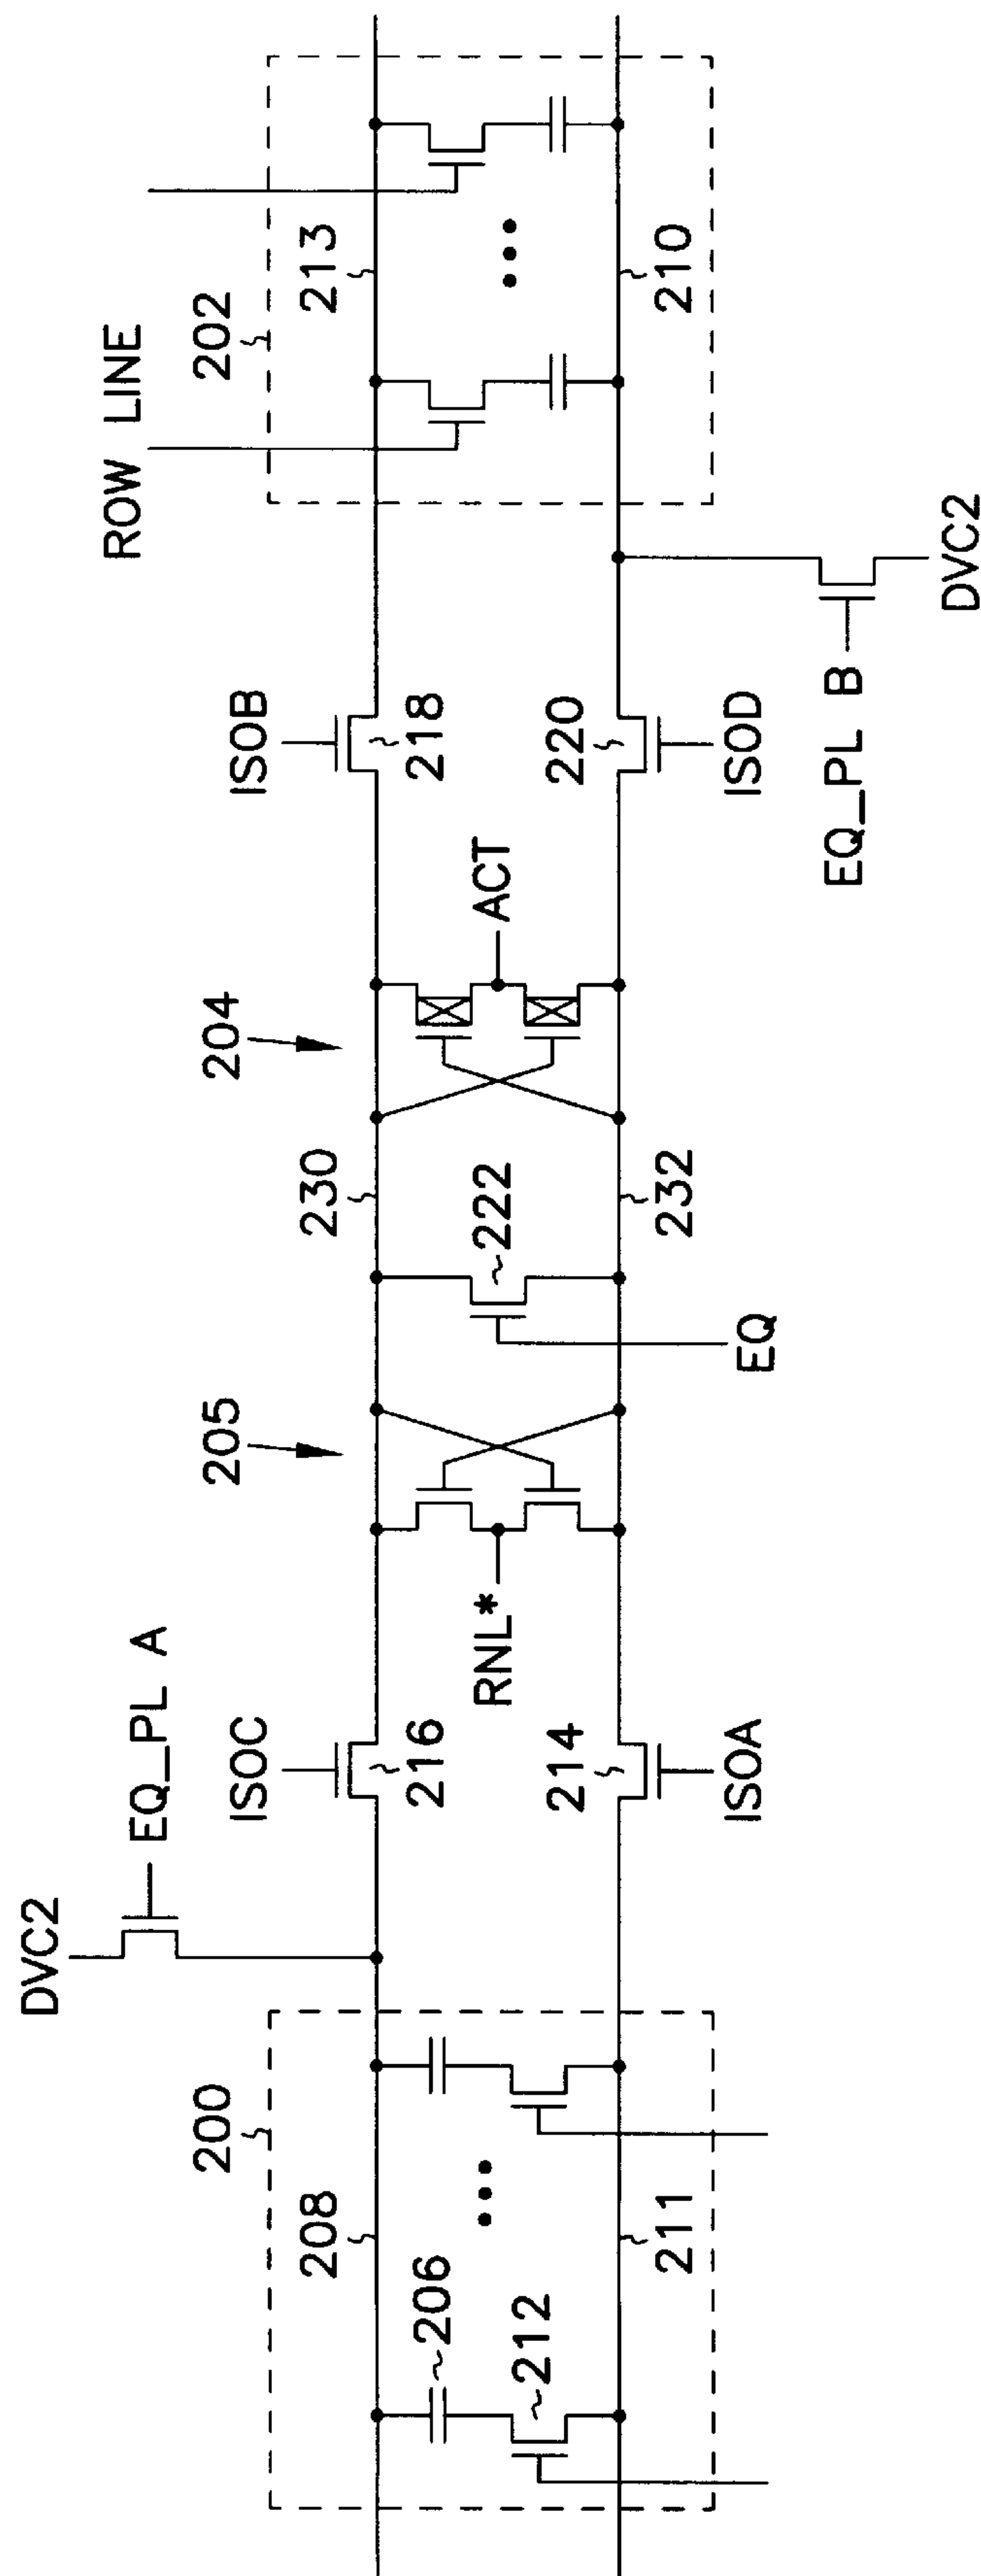 DVC2
EQ_PL A
ROW LINE
200
205
204
202
ISOC
ISOB
208
230
213
206
216
218
RNL*
222
ACT
212
214
220
211
232
210
ISOA
EQ
ISOD
EQ_PL B
DVC2